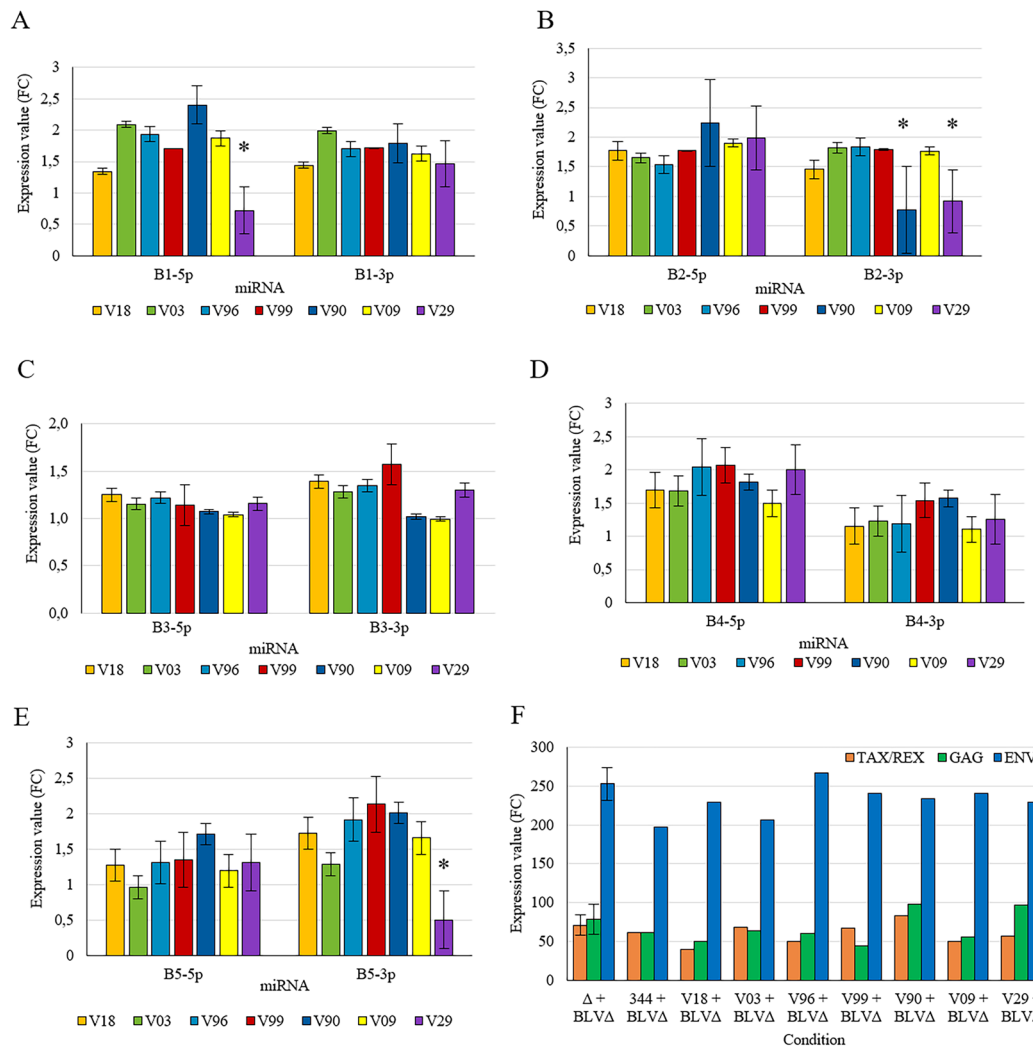 A
Expression value (FC)
3
2,5
2
1,5
1
0,5
0
*
B1-5p
B1-3p
miRNA
V18 V03 V96 V99 V90 V09 V29
B
Expression value (FC)
3,5
3
2,5
2
1,5
1
0,5
0
* *
B2-5p
B2-3p
miRNA
V18 V03 V96 V99 V90 V09 V29
C
Expression value (FC)
2,0
1,5
1,0
0,5
0,0
B3-5p
B3-3p
miRNA
V18 V03 V96 V99 V90 V09 V29
D
Evpression value (FC)
3
2,5
2
1,5
1
0,5
0
B4-5p
B4-3p
miRNA
V18 V03 V96 V99 V90 V09 V29
E
Expression value (FC)
3
2,5
2
1,5
1
0,5
0
*
B5-5p
B5-3p
miRNA
V18 V03 V96 V99 V90 V09 V29
F
Expression value (FC)
300
250
200
150
100
50
0
TAX/REX GAG ENV
Δ + 344 + V18 + V03 + V96 + V99 + V90 + V09 + V29 +
BLVΔ BLVΔ BLVΔ BLVΔ BLVΔ BLVΔ BLVΔ BLVΔ
Condition